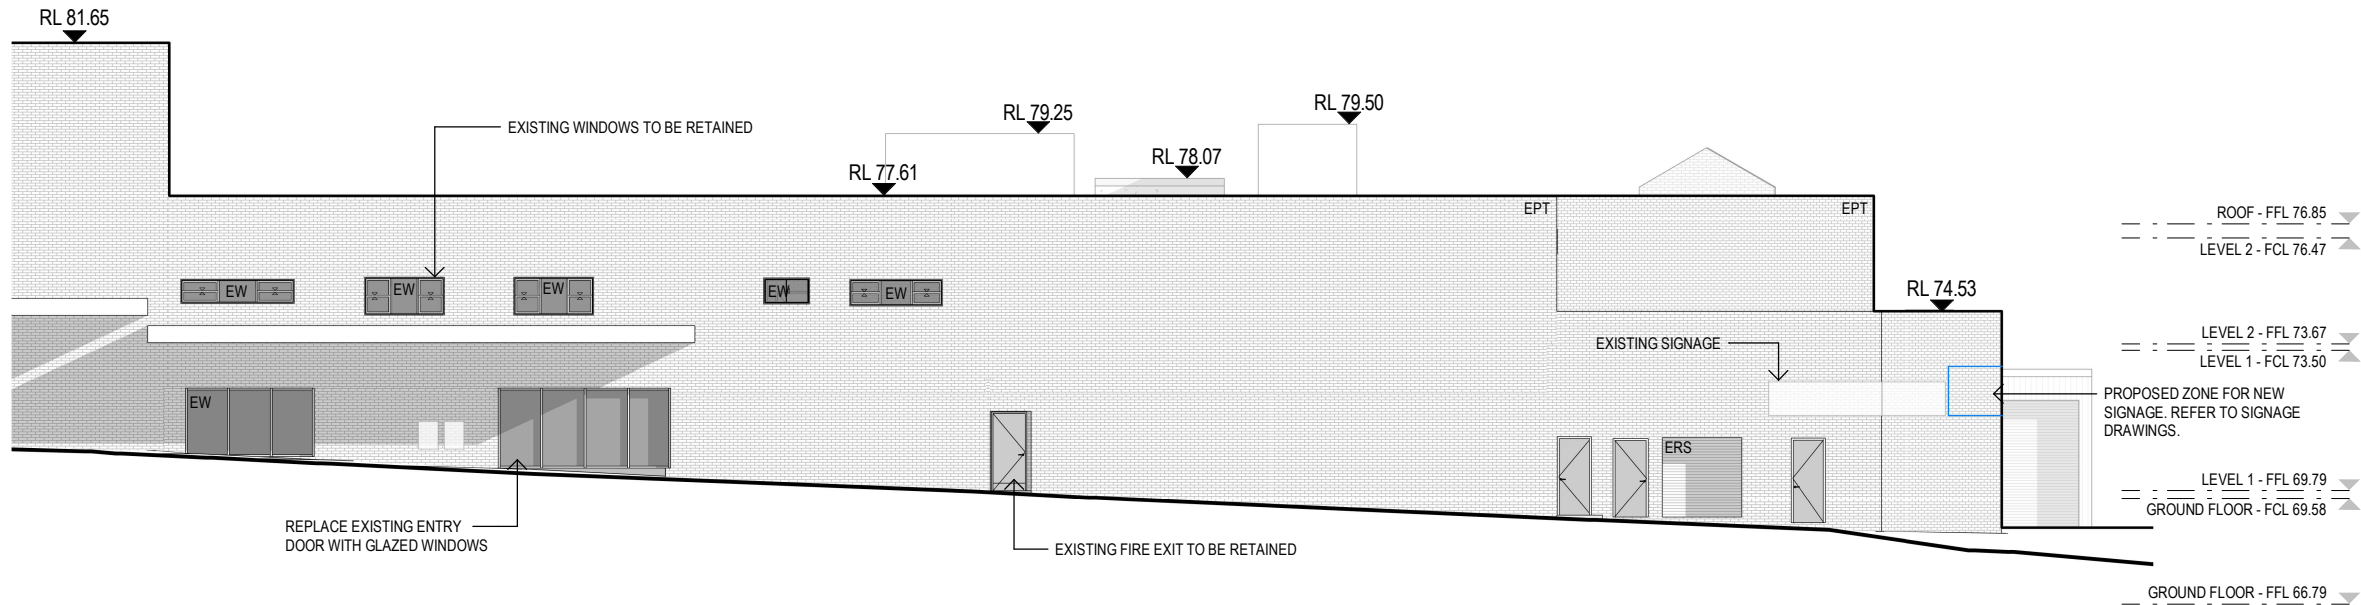 RL 81.65
RL 79.25
RL 79.50
EXISTING WINDOWS TO BE RETAINED
RL 78.07
RL 77.61
EPT
EPT
ROOF - FFL 76.85
LEVEL 2 - FCL 76.47
EW
EW
EW
EW
EW
RL 74.53
LEVEL 2 - FFL 73.67
LEVEL 1 - FCL 73.50
EXISTING SIGNAGE
PROPOSED ZONE FOR NEW
SIGNAGE. REFER TO SIGNAGE
DRAWINGS.
EW
ERS
LEVEL 1 - FFL 69.79
GROUND FLOOR - FCL 69.58
REPLACE EXISTING ENTRY
DOOR WITH GLAZED WINDOWS
EXISTING FIRE EXIT TO BE RETAINED
GROUND FLOOR - FFL 66.79